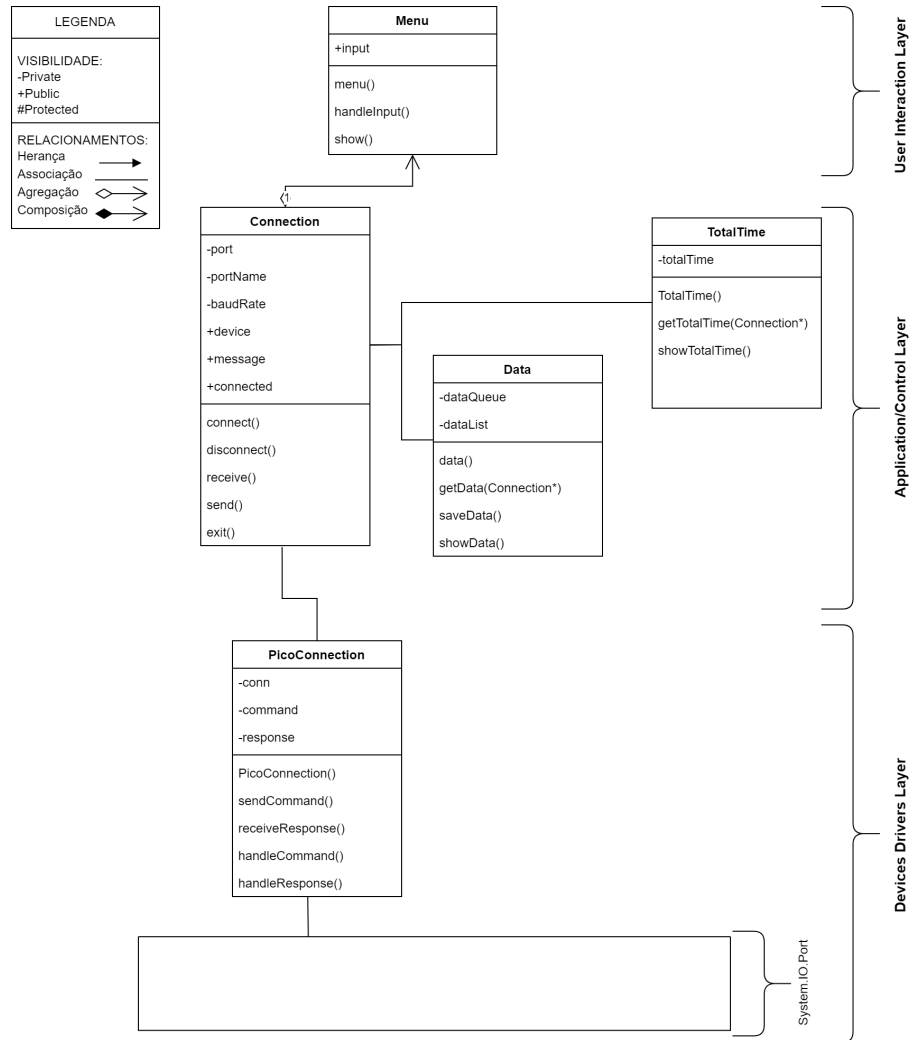 LEGENDA
VISIBILIDADE:
-Private
+Public
#Protected
RELACIONAMENTOS:
Herança
Associação
Agregação
Composição
Menu
+input
menu()
handleInput()
show()
User Interaction Layer
1
Connection
-port
-portName
-baudRate
+device
+message
+connected
connect()
disconnect()
receive()
send()
exit()
TotalTime
-totalTime
TotalTime()
getTotalTime(Connection*)
showTotalTime()
Data
-dataQueue
-dataList
data()
getData(Connection*)
saveData()
showData()
Application/Control Layer
PicoConnection
-conn
-command
-response
PicoConnection()
sendCommand()
receiveResponse()
handleCommand()
handleResponse()
Devices Drivers Layer
System.IO.Port